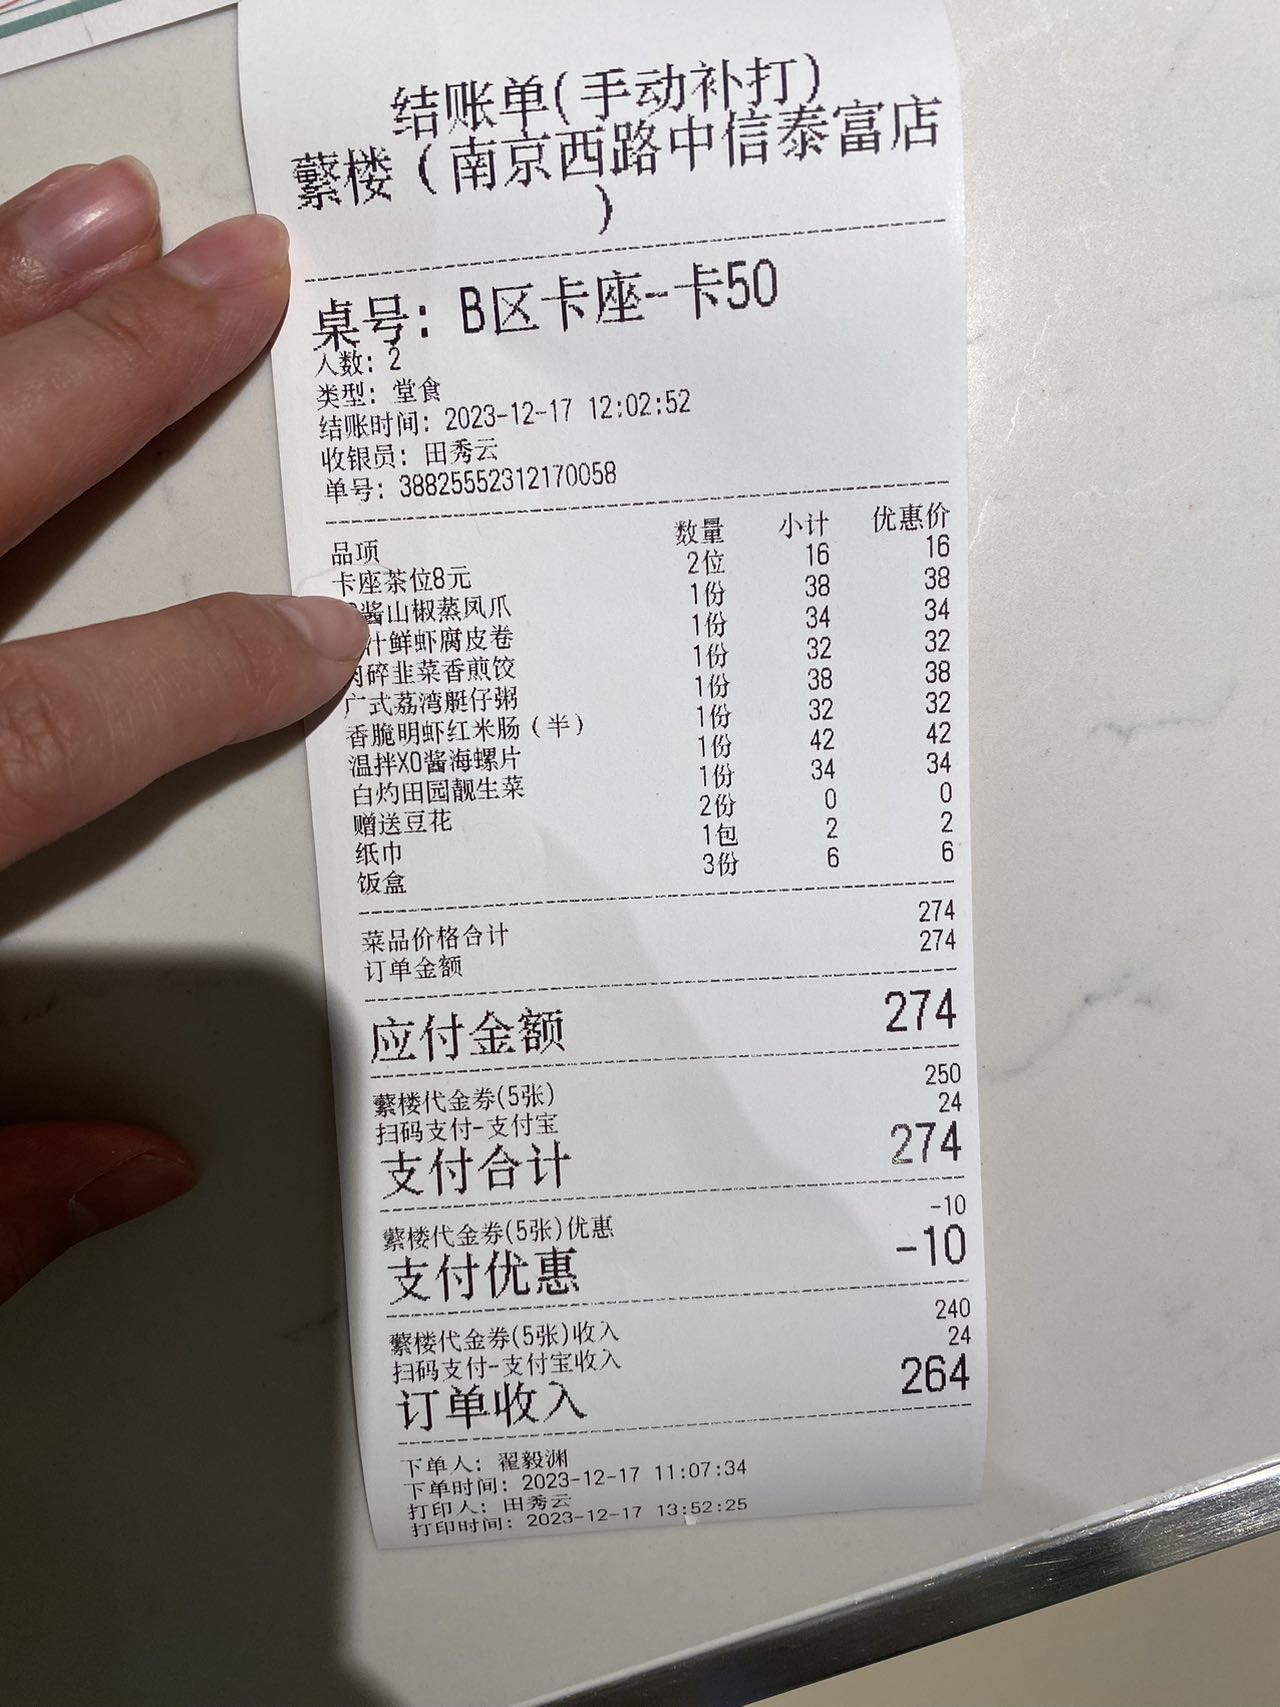 结账单(手动补打)
蘩楼（南京西路中信泰富店
）
桌号: B区卡座-卡50
人数: 2
类型: 堂食
结账时间: 2023-12-17 12:02:52
收银员: 田秀云
单号: 38825552312170058
品项 数量 小计 优惠价
卡座茶位8元 2位 16 16
酱山椒蒸凤爪 1份 38 38
汁鲜虾腐皮卷 1份 34 34
肉碎韭菜香煎饺 1份 32 32
广式荔湾艇仔粥 1份 38 38
香脆明虾红米肠（半） 1份 32 32
温拌XO酱海螺片 1份 42 42
白灼田园靓生菜 1份 34 34
赠送豆花 2份 0 0
纸巾 1包 2 2
饭盒 3份 6 6
菜品价格合计 274
订单金额 274
应付金额 274
蘩楼代金券(5张) 250
扫码支付-支付宝 24
支付合计 274
蘩楼代金券(5张)优惠 -10
支付优惠 -10
蘩楼代金券(5张)收入 240
扫码支付-支付宝收入 24
订单收入 264
下单人: 翟毅渊
下单时间: 2023-12-17 11:07:34
打印人: 田秀云
打印时间: 2023-12-17 13:52:25